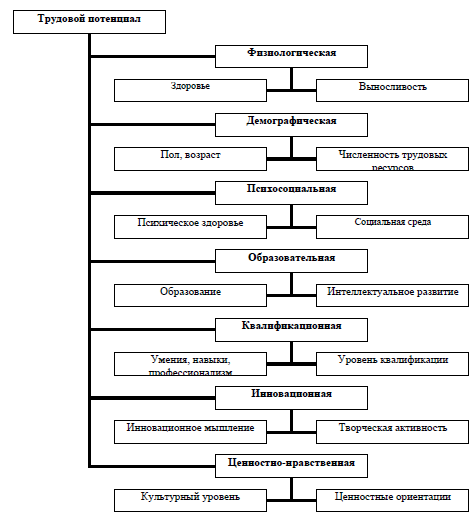 Трудовой потенциал
Физиологическая
Здоровье
Выносливость
Демографическая
Пол, возраст
Численность трудовых
ресурсов
Психосоциальная
Психическое здоровье
Социальная среда
Образовательная
Образование
Интеллектуальное развитие
Квалификационная
Умения, навыки,
профессионализм
Уровень квалификации
Инновационная
Инновационное мышление
Творческая активность
Ценностно-нравственная
Культурный уровень
Ценностные ориентации